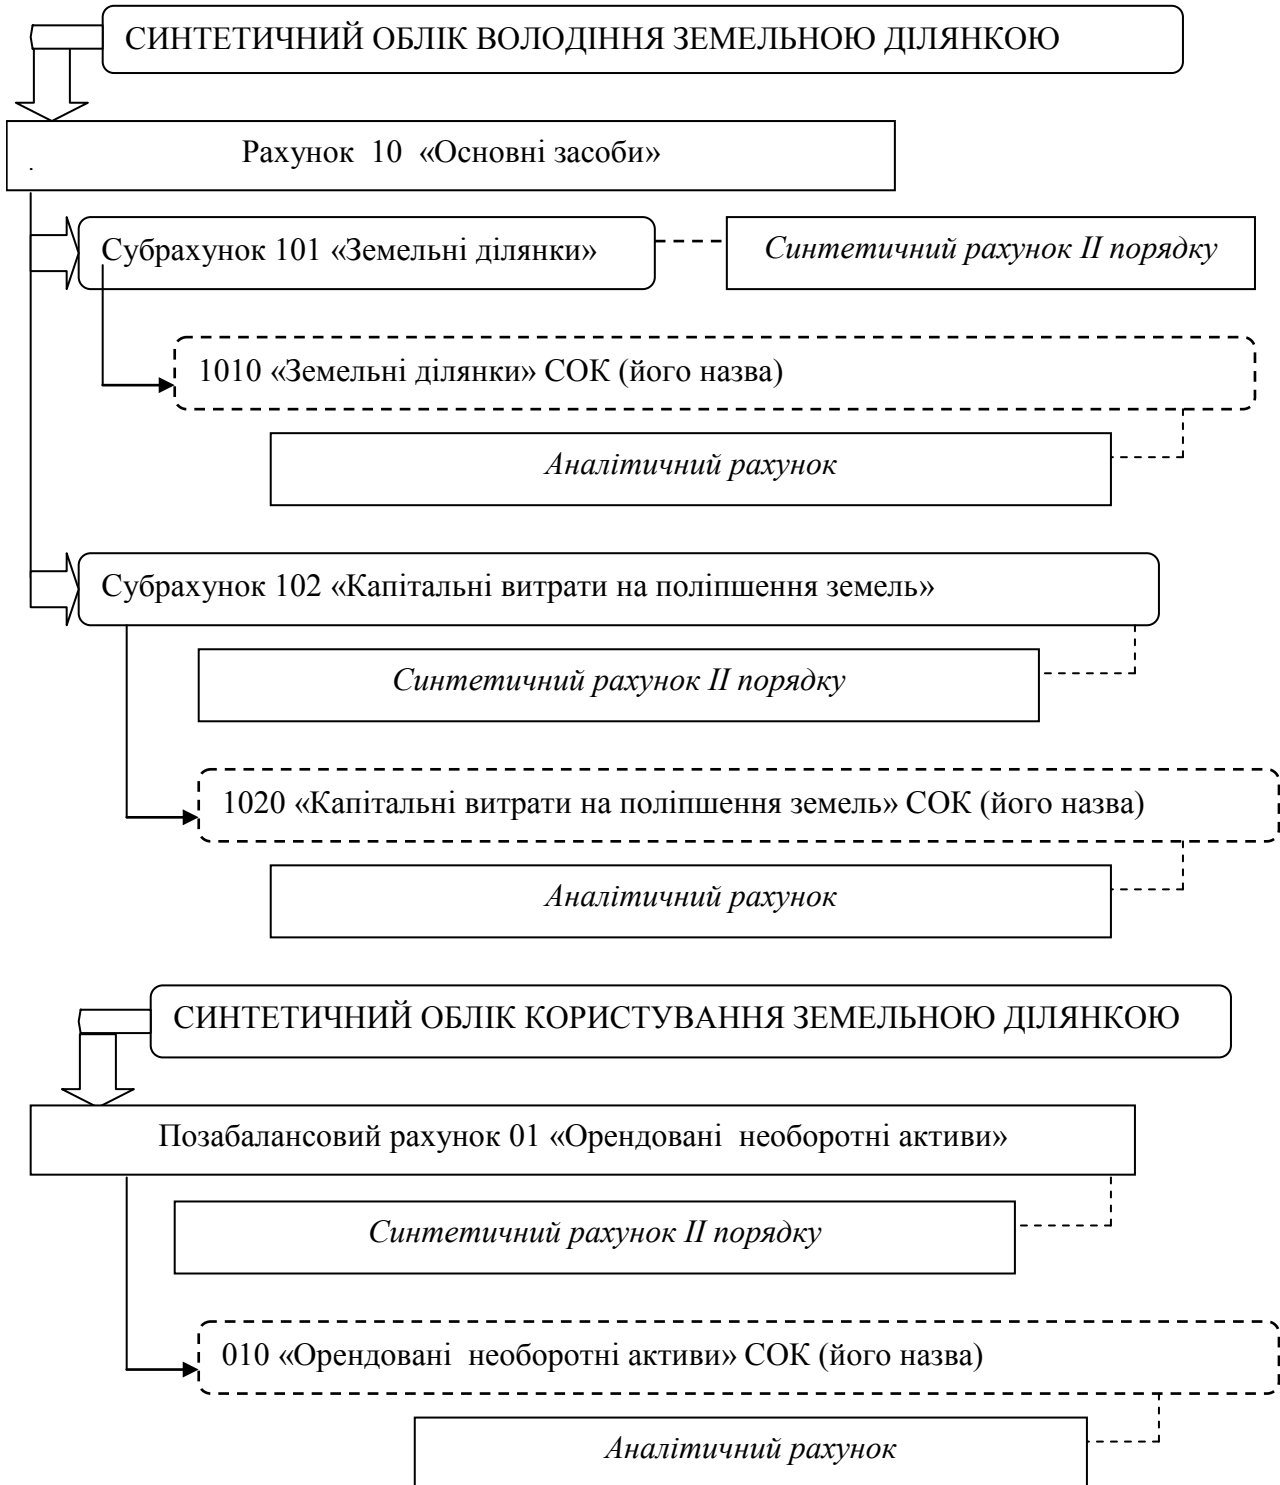 СИНТЕТИЧНИЙ ОБЛІК ВОЛОДІННЯ ЗЕМЕЛЬНОЮ ДІЛЯНКОЮ
Рахунок 10 «Основні засоби»
.
Субрахунок 101 «Земельні ділянки»
Синтетичний рахунок ІІ порядку
1010 «Земельні ділянки» СОК (його назва)
Аналітичний рахунок
Субрахунок 102 «Капітальні витрати на поліпшення земель»
Синтетичний рахунок ІІ порядку
1020 «Капітальні витрати на поліпшення земель» СОК (його назва)
Аналітичний рахунок
СИНТЕТИЧНИЙ ОБЛІК КОРИСТУВАННЯ ЗЕМЕЛЬНОЮ ДІЛЯНКОЮ
Позабалансовий рахунок 01 «Орендовані необоротні активи»
Синтетичний рахунок ІІ порядку
010 «Орендовані необоротні активи» СОК (його назва)
Аналітичний рахунок